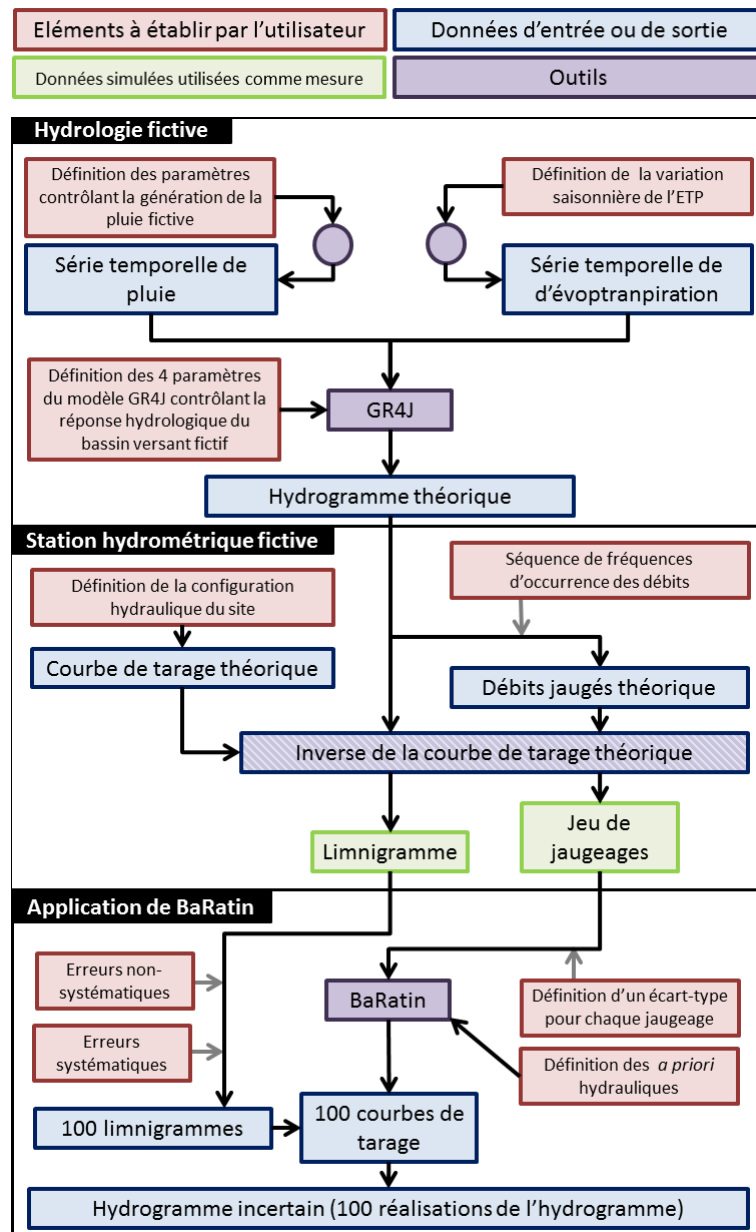 Eléments à établir par l'utilisateur
Données d'entrée ou de sortie
Données simulées utilisées comme mesure
Outils
Hydrologie fictive
Définition des paramètres
contrôlant la génération de la
pluie fictive
Définition de la variation
saisonnière de l'ETP
Série temporelle de
pluie
Série temporelle de
d'évoptranpiration
Définition des 4 paramètres
du modèle GR4J contrôlant la
réponse hydrologique du
bassin versant fictif
GR4J
Hydrogramme théorique
Station hydrométrique fictive
Séquence de fréquences
d'occurrence des débits
Définition de la configuration
hydraulique du site
Courbe de tarage théorique
Débits jaugés théorique
Inverse de la courbe de tarage théorique
Limnigramme
Jeu de
jaugeages
Application de BaRatin
Erreurs non-
systématiques
BaRatin
Définition d'un écart-type
pour chaque jaugeage
Erreurs
systématiques
Définition des a priori
hydrauliques
100 limnigrammes
100 courbes de
tarage
Hydrogramme incertain (100 réalisations de l'hydrogramme)